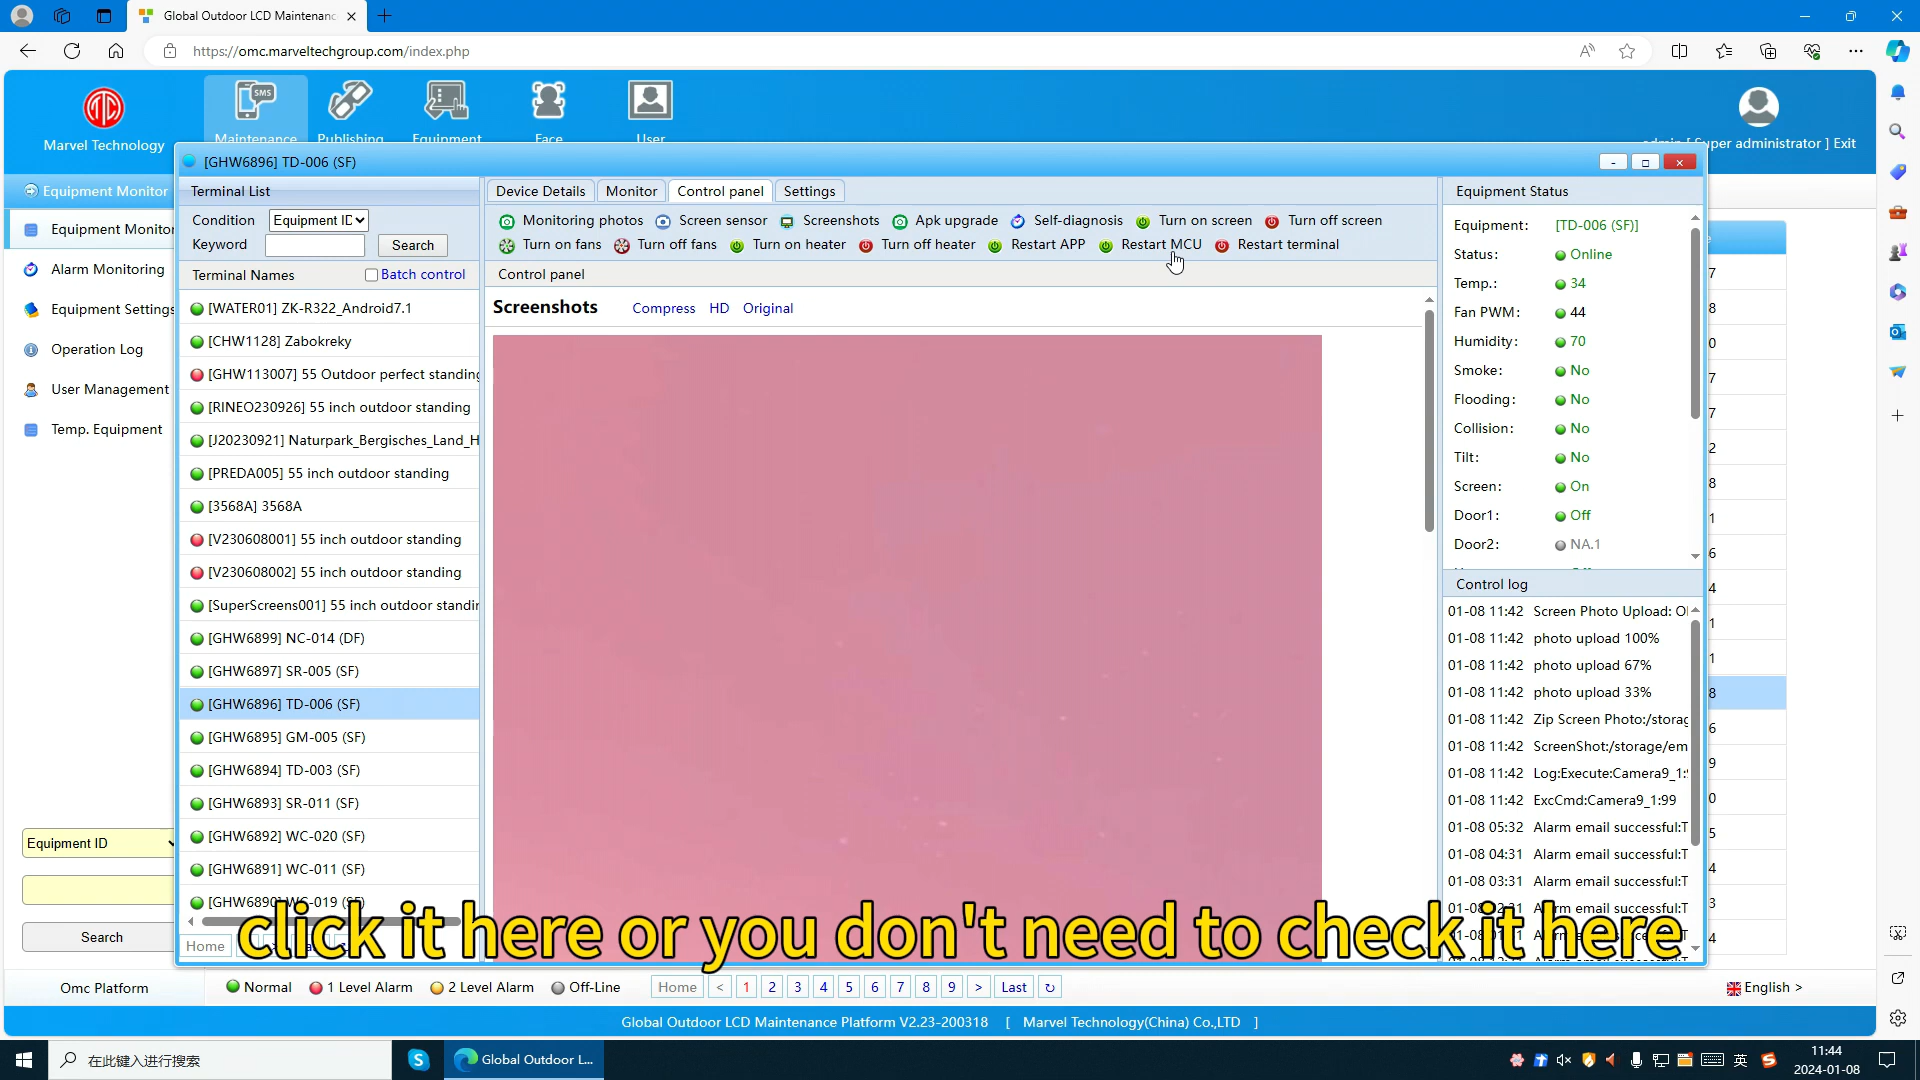 Global Outdoor LCD Maintenanc
https://omc.marveltechgroup.com/index.php
Marvel Technology
SMS
Maintenance
Publishing
Equipment
Face
User
super administrator ] Exit
[GHW6896] TD-006 (SF)
Equipment Monitor
Equipment Monitor
Alarm Monitoring
Equipment Settings
Operation Log
User Management
Temp. Equipment
Equipment ID
Search
Terminal List
Condition Equipment ID
Keyword Search
Terminal Names Batch control
[WATER01] ZK-R322_Android7.1
[CHW1128] Zabokreky
[GHW113007] 55 Outdoor perfect standing
[RINEO230926] 55 inch outdoor standing
[J20230921] Naturpark_Bergisches_Land_H
[PREDA005] 55 inch outdoor standing
[3568A] 3568A
[V230608001] 55 inch outdoor standing
[V230608002] 55 inch outdoor standing
[SuperScreens001] 55 inch outdoor standin
[GHW6899] NC-014 (DF)
[GHW6897] SR-005 (SF)
[GHW6896] TD-006 (SF)
[GHW6895] GM-005 (SF)
[GHW6894] TD-003 (SF)
[GHW6893] SR-011 (SF)
[GHW6892] WC-020 (SF)
[GHW6891] WC-011 (SF)
[GHW6890] WC-019 (SF)
Home
Device Details Monitor Control panel Settings
Monitoring photos Screen sensor Screenshots Apk upgrade Self-diagnosis Turn on screen Turn off screen
Turn on fans Turn off fans Turn on heater Turn off heater Restart APP Restart MCU Restart terminal
Control panel
Screenshots Compress HD Original
Equipment Status
Equipment: [TD-006 (SF)]
Status: Online
Temp.: 34
Fan PWM: 44
Humidity: 70
Smoke: No
Flooding: No
Collision: No
Tilt: No
Screen: On
Door1: Off
Door2: NA.1
Control log
01-08 11:42 Screen Photo Upload: O
01-08 11:42 photo upload 100%
01-08 11:42 photo upload 67%
01-08 11:42 photo upload 33%
01-08 11:42 Zip Screen Photo:/storag
01-08 11:42 ScreenShot:/storage/em
01-08 11:42 Log:Execute:Camera9_1:
01-08 11:42 ExcCmd:Camera9_1:99
01-08 05:32 Alarm email successful:T
01-08 04:31 Alarm email successful:T
01-08 03:31 Alarm email successful:T
click it here or you don't need to check it here
Omc Platform
Normal 1 Level Alarm 2 Level Alarm Off-Line
Home < 1 2 3 4 5 6 7 8 9 > Last
English >
Global Outdoor LCD Maintenance Platform V2.23-200318 [ Marvel Technology(China) Co.,LTD ]
在此键入进行搜索
Global Outdoor L...
英
11:44
2024-01-08